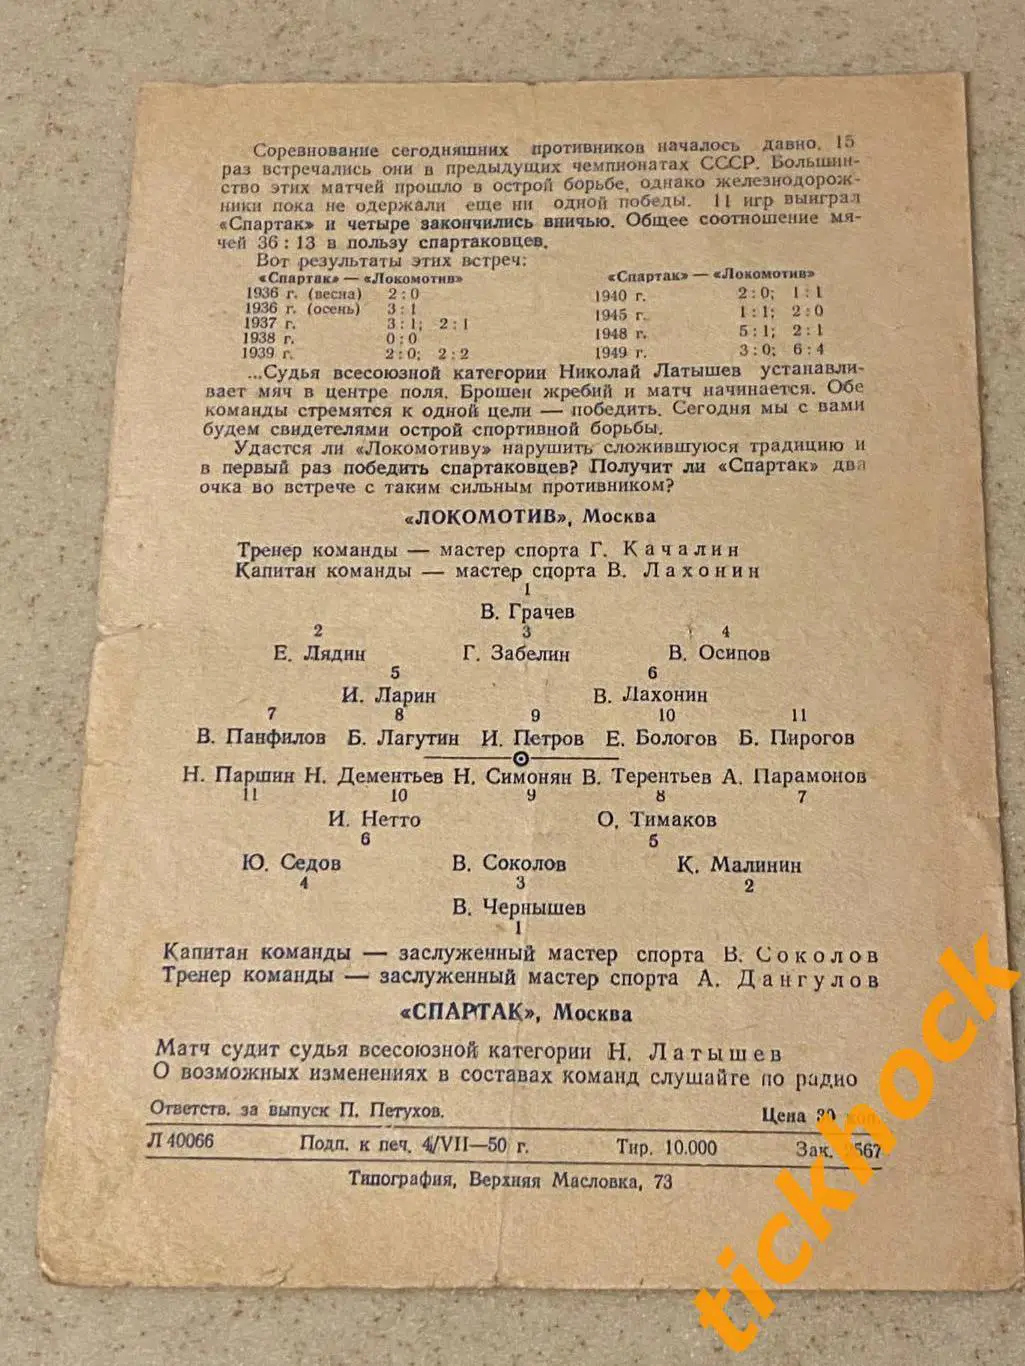 Соревнование сегодняшних противников началось давно. 15
раз встречались они в предыдущих чемпионатах СССР. Большин-
ство этих матчей прошло в острой борьбе, однако железнодорож-
ники пока не одержали еще ни одной победы. 11 игр выиграл
«Спартак» и четыре закончились вничью. Общее соотношение мя-
чей 36 : 13 в пользу спартаковцев.
Вот результаты этих встреч:
«Спартак» — «Локомотив»
1936 г. (весна) 2 : 0
1936 г. (осень) 3 : 1
1937 г. 3 : 1; 2 : 1
1938 г. 0 : 0
1939 г. 2 : 0; 2 : 2
«Спартак» — «Локомотив»
1940 г. 2 : 0; 1 : 1
1945 г. 1 : 1; 2 : 0
1948 г. 5 : 1; 2 : 1
1949 г. 3 : 0; 6 : 4
...Судья всесоюзной категории Николай Латышев устанавли-
вает мяч в центре поля. Брошен жребий и матч начинается. Обе
команды стремятся к одной цели — победить. Сегодня мы с вами
будем свидетелями острой спортивной борьбы.
Удастся ли «Локомотиву» нарушить сложившуюся традицию и
в первый раз победить спартаковцев? Получит ли «Спартак» два
очка во встрече с таким сильным противником?
«ЛОКОМОТИВ», Москва
Тренер команды — мастер спорта Г. Качалин
Капитан команды — мастер спорта В. Лахонин
1
В. Грачев
2 3 4
Е. Лядин Г. Забелин В. Осипов
5 6
И. Ларин В. Лахонин
7 8 9 10 11
В. Панфилов Б. Лагутин И. Петров Е. Бологов Б. Пирогов
Н. Паршин Н. Дементьев Н. Симонян В. Терентьев А. Парамонов
11 10 9 8 7
И. Нетто О. Тимаков
6 5
Ю. Седов В. Соколов К. Малинин
4 3 2
В. Чернышев
1
Капитан команды — заслуженный мастер спорта В. Соколов
Тренер команды — заслуженный мастер спорта А. Дангулов
«СПАРТАК», Москва
Матч судит судья всесоюзной категории Н. Латышев
О возможных изменениях в составах команд слушайте по радио
Ответств. за выпуск П. Петухов. Цена 30 коп.
Л 40066 Подп. к печ. 4/VII—50 г. Тир. 10.000 Зак. 2567
Типография, Верхняя Масловка, 73
tickhock